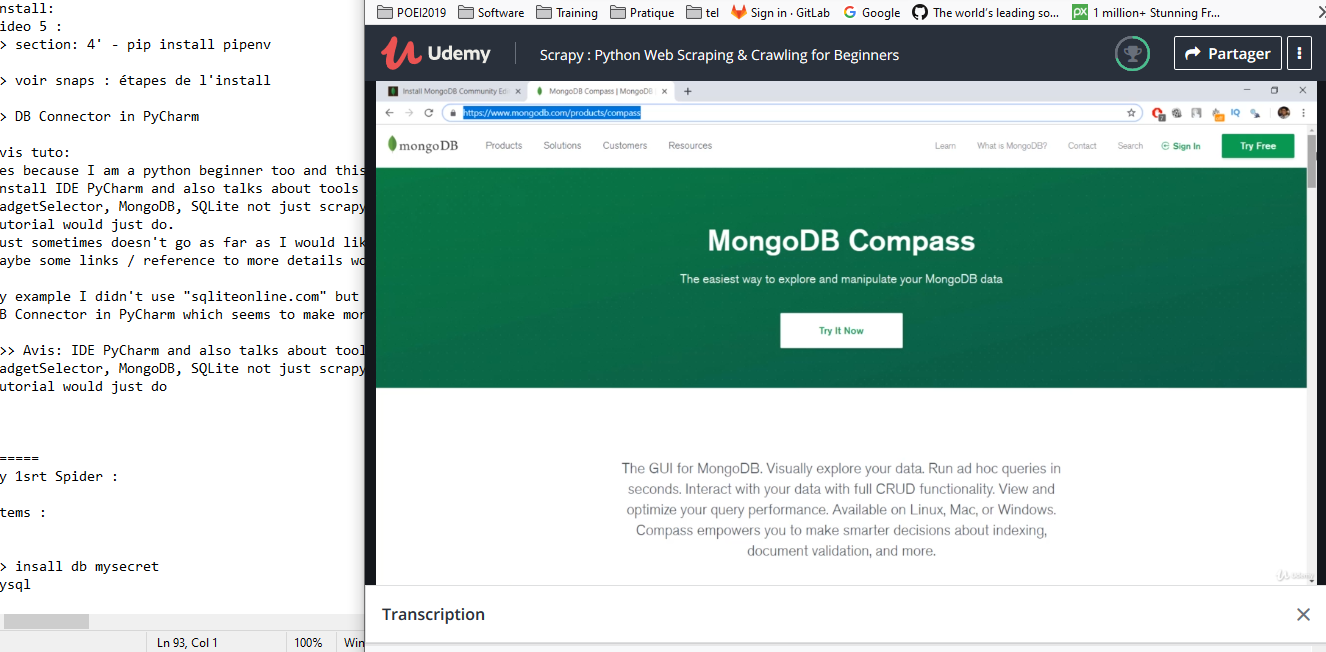 nstall:
ideo 5 :
> section: 4' - pip install pipenv
> voir snaps : étapes de l'install
> DB Connector in PyCharm
vis tuto:
es because I am a python beginner too and this
nstall IDE PyCharm and also talks about tools
adgetSelector, MongoDB, SQLite not just scrapy
utorial would just do.
ust sometimes doesn't go as far as I would lik
aybe some links / reference to more details wo
y example I didn't use "sqliteonline.com" but
B Connector in PyCharm which seems to make mor
>> Avis: IDE PyCharm and also talks about tool
adgetSelector, MongoDB, SQLite not just scrapy
utorial would just do
=====
y 1srt Spider :
tems :
> insall db mysecret
ysql
Ln 93, Col 1 100% Win
POEI2019 Software Training Pratique tel Sign in · GitLab Google The world's leading so... 1 million+ Stunning Fr...
Udemy Scrapy : Python Web Scraping & Crawling for Beginners Partager
Install MongoDB Community Edi MongoDB Compass | MongoDB
https://www.mongodb.com/products/compass
mongoDB Products Solutions Customers Resources Learn What is MongoDB? Contact Search Sign In Try Free
MongoDB Compass
The easiest way to explore and manipulate your MongoDB data
Try It Now
The GUI for MongoDB. Visually explore your data. Run ad hoc queries in
seconds. Interact with your data with full CRUD functionality. View and
optimize your query performance. Available on Linux, Mac, or Windows.
Compass empowers you to make smarter decisions about indexing,
document validation, and more.
Udemy
Transcription